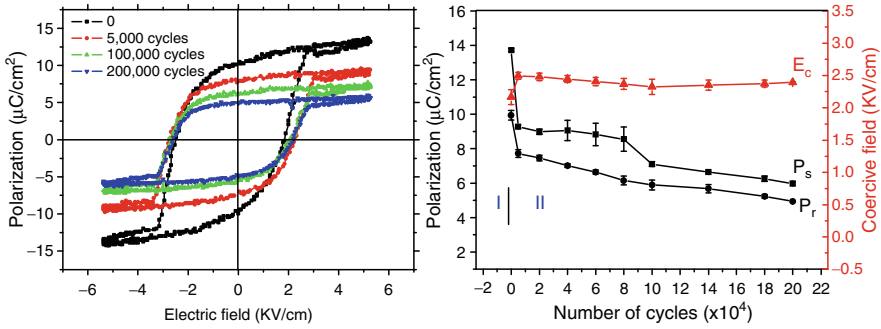 0
5,000 cycles
100,000 cycles
200,000 cycles
15
10
5
0
−5
−10
−15
Polarization (μC/cm²)
−6 −4 −2 0 2 4 6
Electric field (KV/cm)
16
14
12
10
8
6
4
2
Polarization (μC/cm²)
E_c
P_s
P_r
I II
3.5
3.0
2.5
2.0
1.5
1.0
0.5
0.0
−0.5
Coercive field (KV/cm)
−2 0 2 4 6 8 10 12 14 16 18 20 22
Number of cycles (x10⁴)